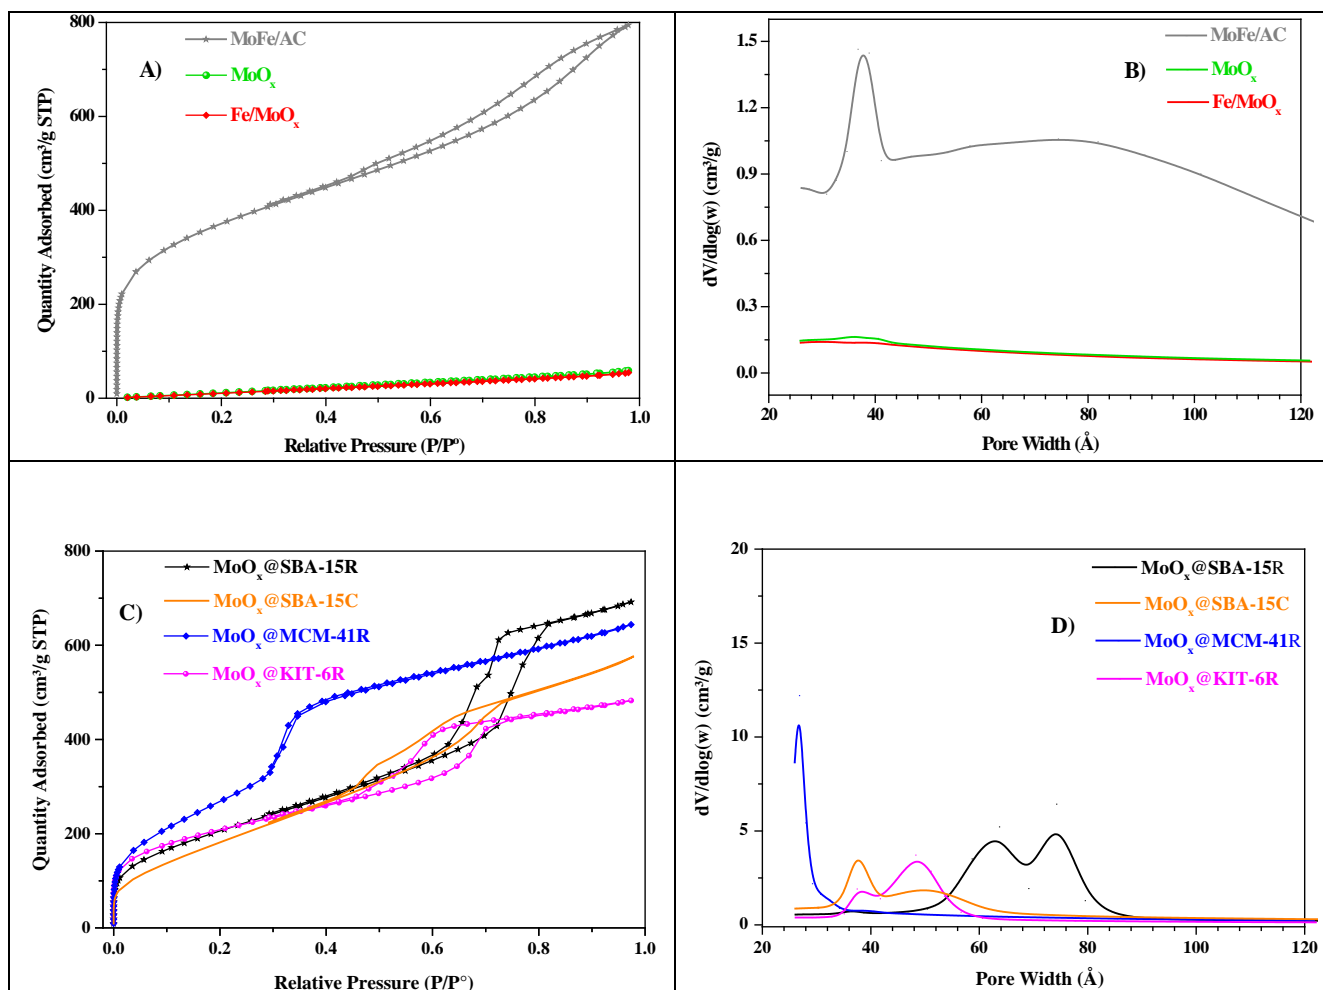 800
600
400
200
0
0.0 0.2 0.4 0.6 0.8 1.0
Quantity Adsorbed (cm³/g STP)
Relative Pressure (P/Pº)
A)
MoFe/AC
MoOₓ
Fe/MoOₓ
1.5
1.2
0.9
0.6
0.3
0.0
20 40 60 80 100 120
dV/dlog(w) (cm³/g)
Pore Width (Å)
B)
MoFe/AC
MoOₓ
Fe/MoOₓ
800
600
400
200
0
0.0 0.2 0.4 0.6 0.8 1.0
Quantity Adsorbed (cm³/g STP)
Relative Pressure (P/P°)
C)
MoOₓ@SBA-15R
MoOₓ@SBA-15C
MoOₓ@MCM-41R
MoOₓ@KIT-6R
20
15
10
5
0
20 40 60 80 100 120
dV/dlog(w) (cm³/g)
Pore Width (Å)
D)
MoOₓ@SBA-15R
MoOₓ@SBA-15C
MoOₓ@MCM-41R
MoOₓ@KIT-6R